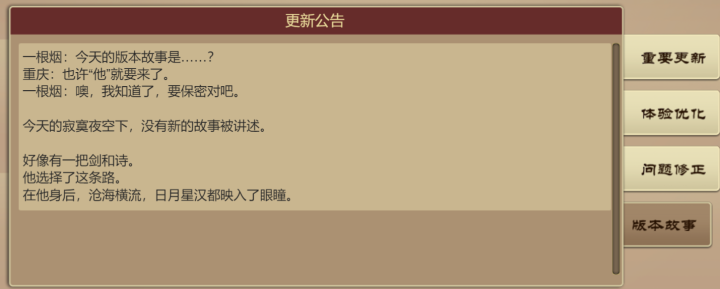 更新公告
一根烟：今天的版本故事是……？
重庆：也许“他”就要来了。
一根烟：噢，我知道了，要保密对吧。
今天的寂寞夜空下，没有新的故事被讲述。
好像有一把剑和诗。
他选择了这条路。
在他身后，沧海横流，日月星汉都映入了眼瞳。
重要更新
体验优化
问题修正
版本故事